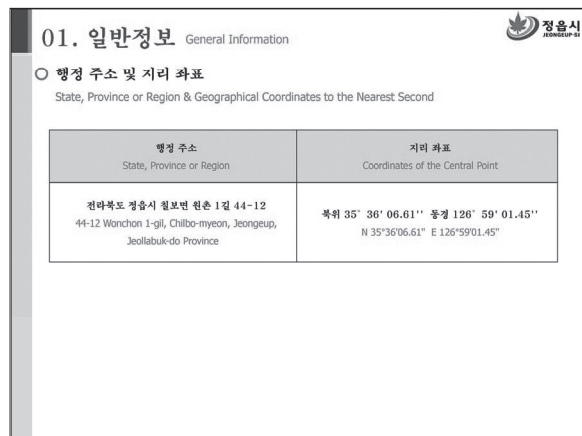 01. 일반정보 General Information
정읍시
JEONGEUP-SI
행정 주소 및 지리 좌표
State, Province or Region & Geographical Coordinates to the Nearest Second
행정 주소
State, Province or Region
지리 좌표
Coordinates of the Central Point
전라북도 정읍시 칠보면 원촌 1길 44-12
44-12 Wonchon 1-gil, Chilbo-myeon, Jeongeup,
Jeollabuk-do Province
북위 35° 36' 06.61'' 동경 126° 59' 01.45''
N 35°36'06.61" E 126°59'01.45"